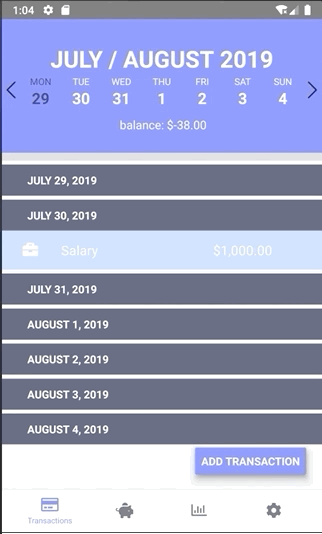 1:04
JULY / AUGUST 2019
MON TUE WED THU FRI SAT SUN
29 30 31 1 2 3 4
balance: $-38.00
JULY 29, 2019
JULY 30, 2019
Salary $1,000.00
JULY 31, 2019
AUGUST 1, 2019
AUGUST 2, 2019
AUGUST 3, 2019
AUGUST 4, 2019
ADD TRANSACTION
Transactions